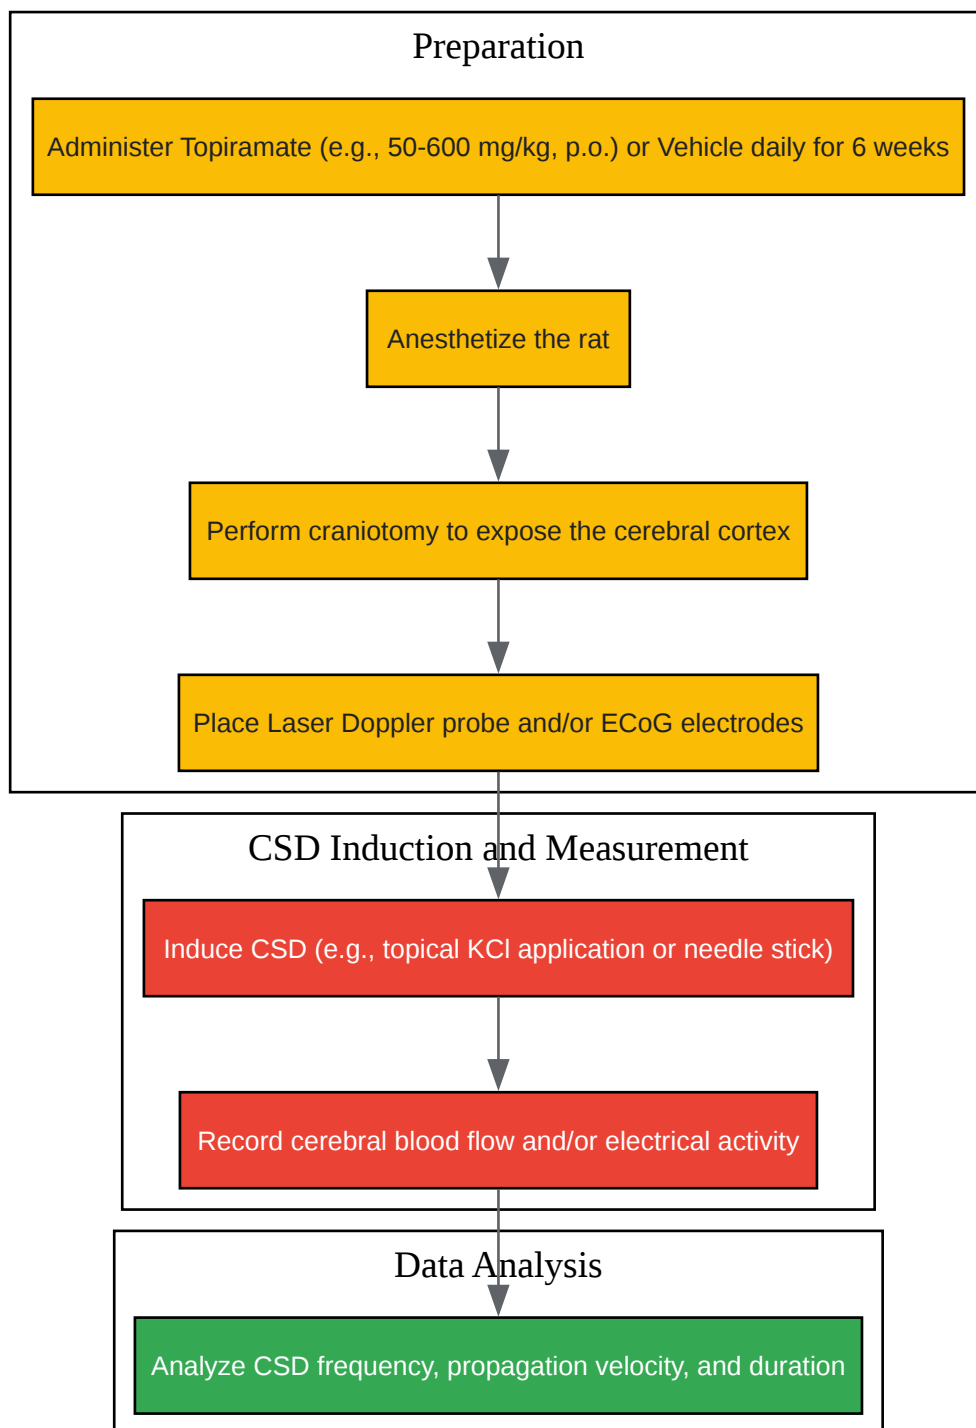 Preparation
Administer Topiramate (e.g., 50-600 mg/kg, p.o.) or Vehicle daily for 6 weeks
Anesthetize the rat
Perform craniotomy to expose the cerebral cortex
Place Laser Doppler probe and/or ECoG electrodes
CSD Induction and Measurement
Induce CSD (e.g., topical KCl application or needle stick)
Record cerebral blood flow and/or electrical activity
Data Analysis
Analyze CSD frequency, propagation velocity, and duration